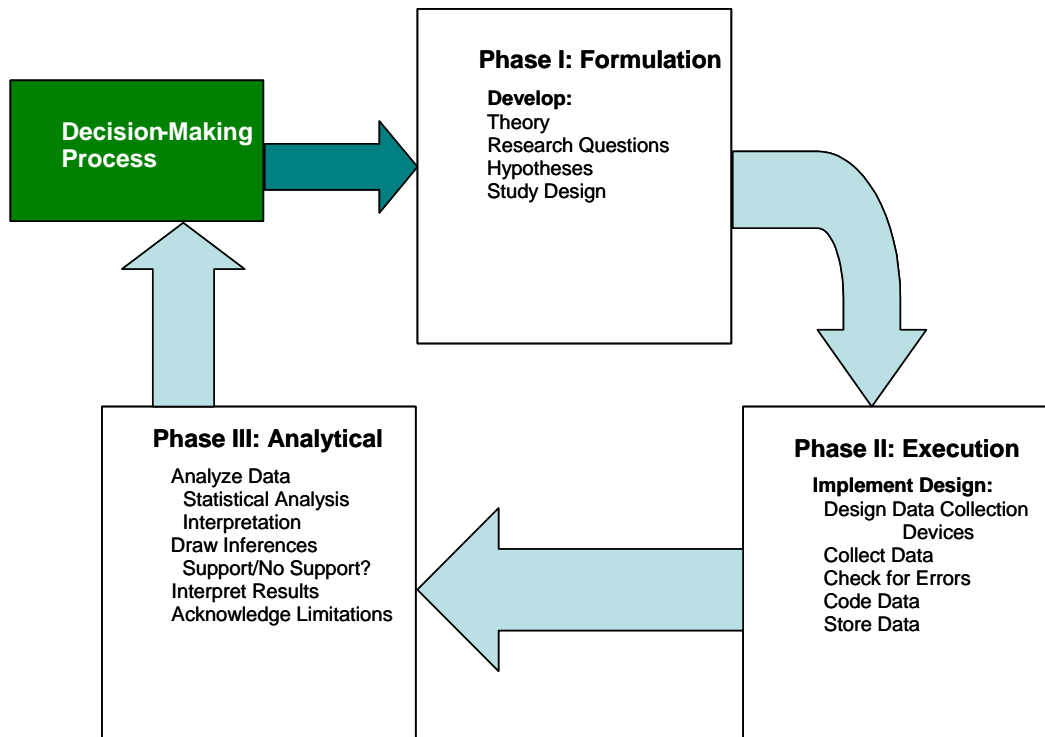 Decision-Making
Process
Phase I: Formulation
Develop:
Theory
Research Questions
Hypotheses
Study Design
Phase II: Execution
Implement Design:
Design Data Collection
Devices
Collect Data
Check for Errors
Code Data
Store Data
Phase III: Analytical
Analyze Data
Statistical Analysis
Interpretation
Draw Inferences
Support/No Support?
Interpret Results
Acknowledge Limitations